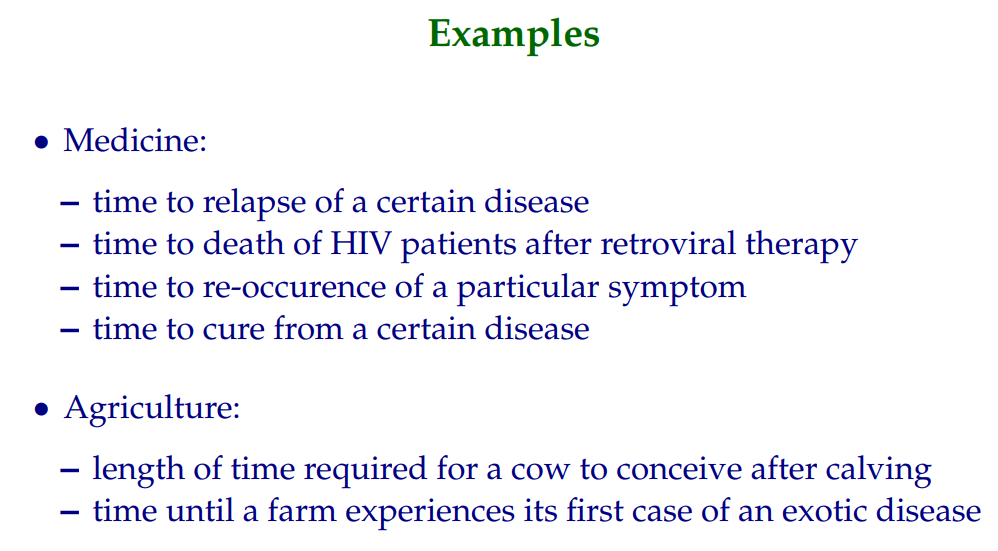 Examples
• Medicine:
– time to relapse of a certain disease
– time to death of HIV patients after retroviral therapy
– time to re-occurence of a particular symptom
– time to cure from a certain disease
• Agriculture:
– length of time required for a cow to conceive after calving
– time until a farm experiences its first case of an exotic disease